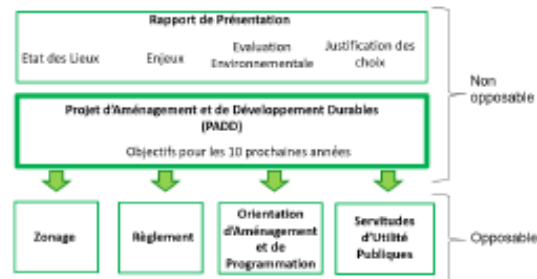 Rapport de Présentation
Etat des Lieux
Enjeux
Evaluation
Environnementale
Justification des
choix
Non
opposable
Projet d'Aménagement et de Développement Durables
(PADD)
Objectifs pour les 10 prochaines années
Zonage
Règlement
Orientation
d'Aménagement
et de
Programmation
Servitudes
d'Utilité
Publiques
Opposable